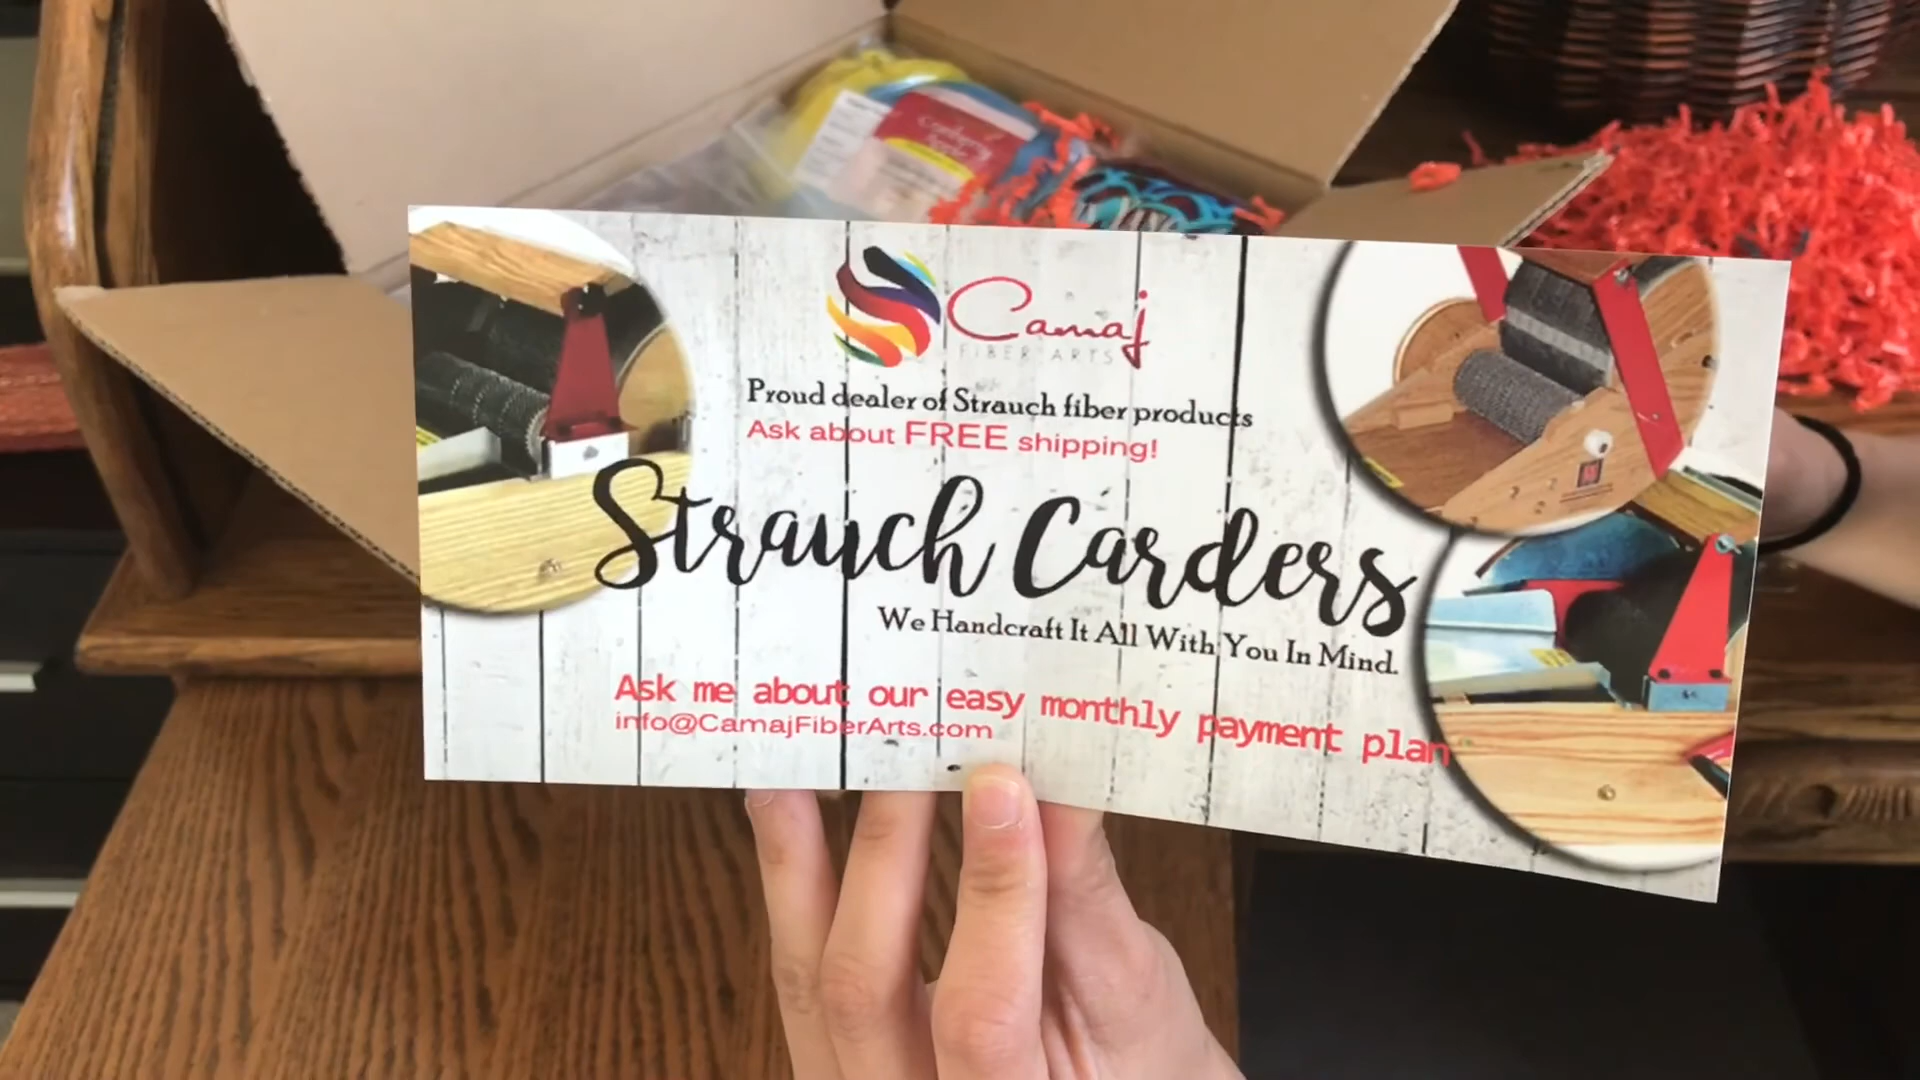 Camaj
FIBER ARTS
Proud dealer of Strauch fiber products
Ask about FREE shipping!
Strauch Carders
We Handcraft It All With You In Mind.
Ask me about our easy monthly payment plan
info@CamajFiberArts.com